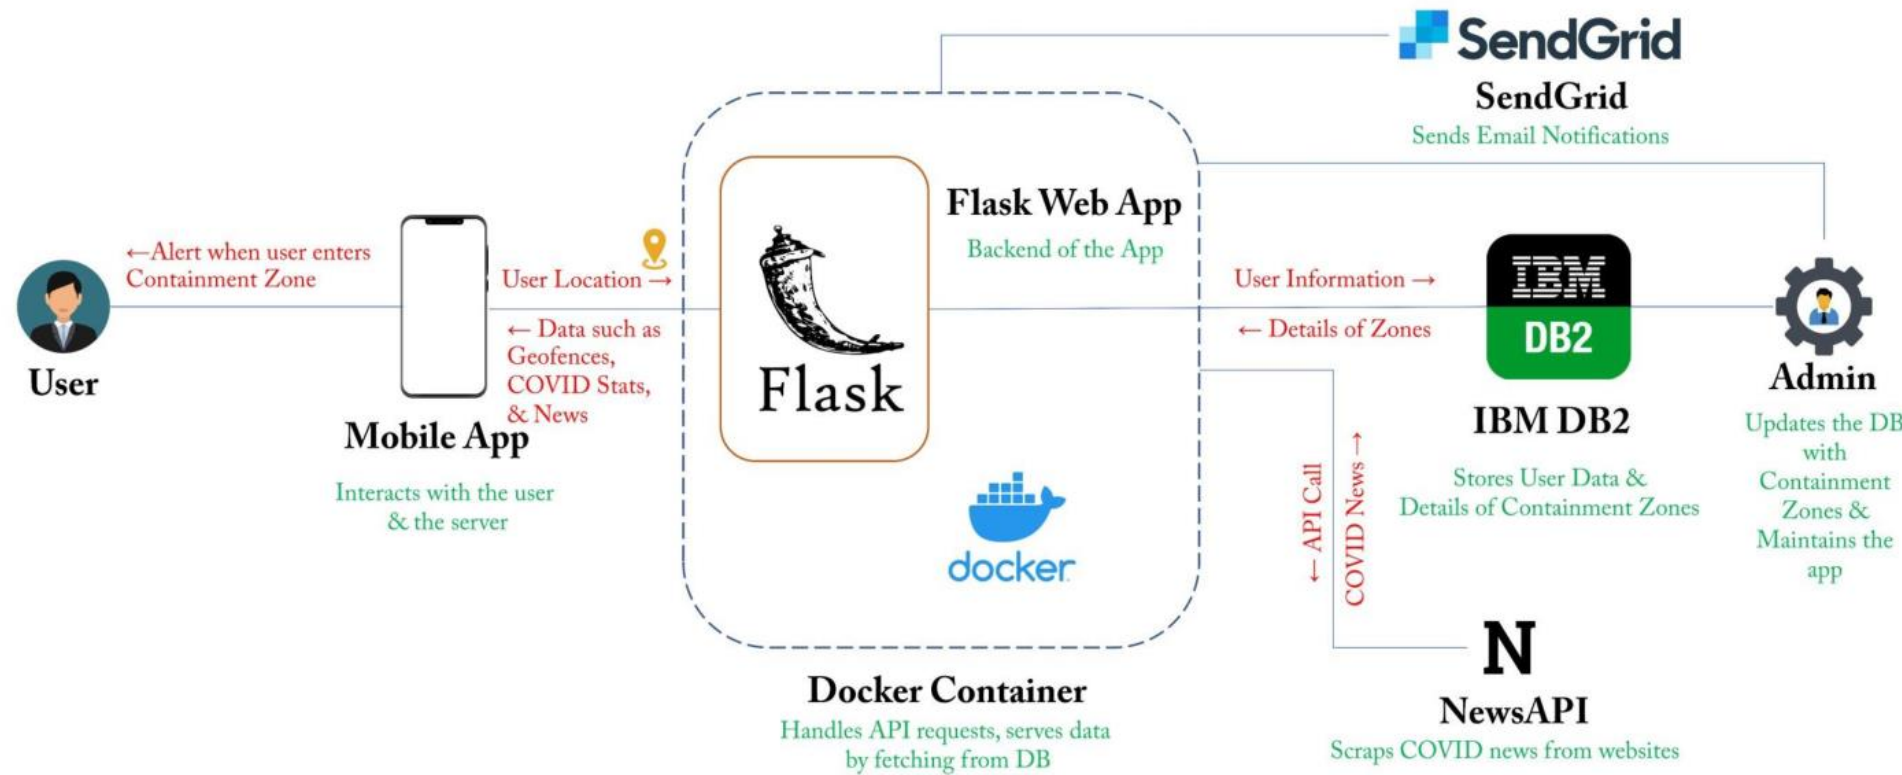 SendGrid
SendGrid
Sends Email Notifications
←Alert when user enters
Containment Zone
User
User Location →
← Data such as
Geofences,
COVID Stats,
& News
Mobile App
Interacts with the user
& the server
Flask
Flask Web App
Backend of the App
docker
Docker Container
Handles API requests, serves data
by fetching from DB
User Information →
← Details of Zones
IBM
DB2
IBM DB2
Stores User Data &
Details of Containment Zones
Admin
Updates the DB
with
Containment
Zones &
Maintains the
app
← API Call
COVID News →
N
NewsAPI
Scraps COVID news from websites